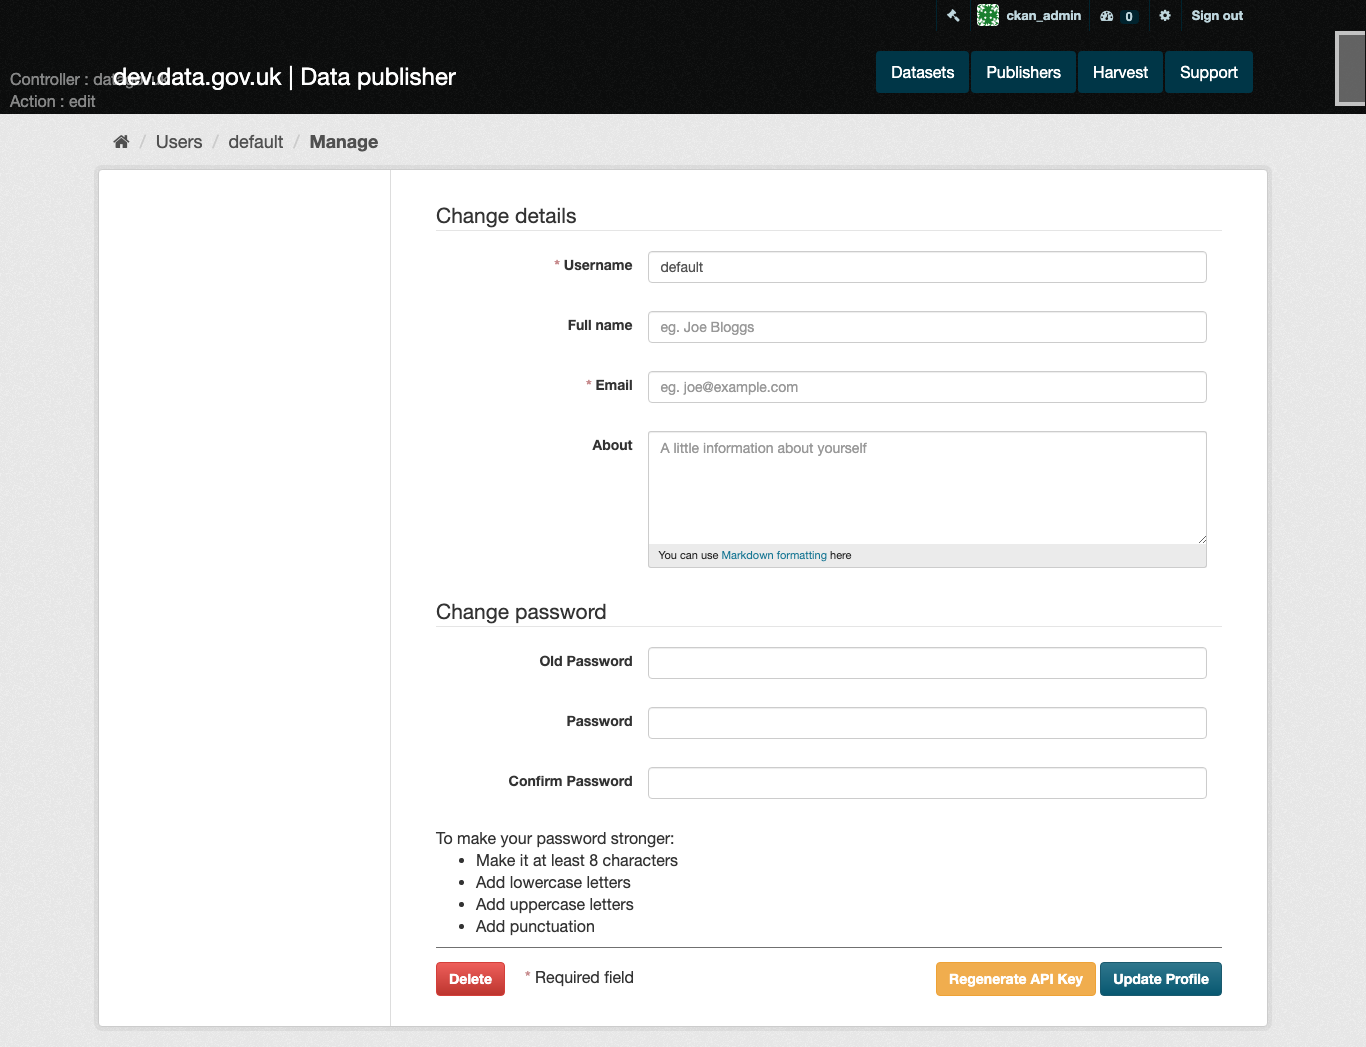 ckan_admin 0 Sign out
Controller :
dev.data.gov.uk | Data publisher
Datasets Publishers Harvest Support
Action : edit
/ Users / default / Manage
Change details
* Username default
Full name eg. Joe Bloggs
* Email eg. joe@example.com
About A little information about yourself
You can use Markdown formatting here
Change password
Old Password
Password
Confirm Password
To make your password stronger:
• Make it at least 8 characters
• Add lowercase letters
• Add uppercase letters
• Add punctuation
Delete * Required field Regenerate API Key Update Profile